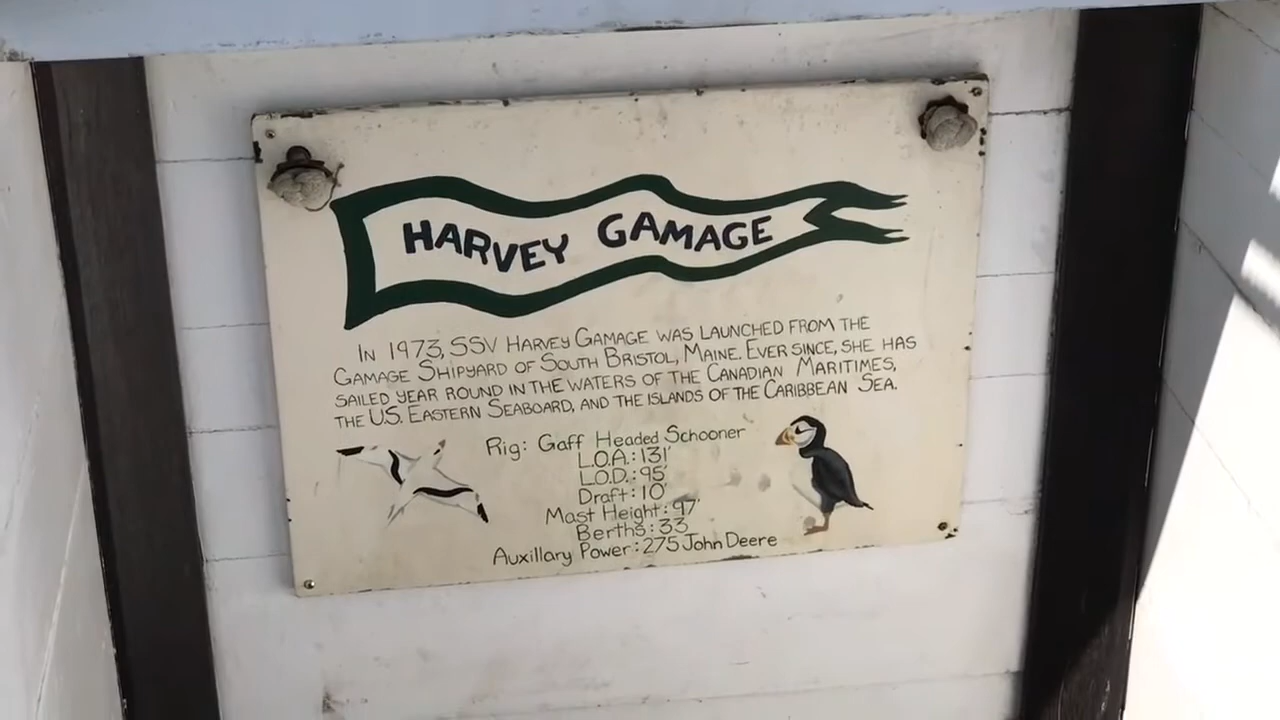 HARVEY GAMAGE
IN 1973, SSV HARVEY GAMAGE WAS LAUNCHED FROM THE
GAMAGE SHIPYARD OF SOUTH BRISTOL, MAINE. EVER SINCE, SHE HAS
SAILED YEAR ROUND IN THE WATERS OF THE CANADIAN MARITIMES,
THE U.S. EASTERN SEABOARD, AND THE ISLANDS OF THE CARIBBEAN SEA.
Rig: Gaff Headed Schooner
L.O.A.: 131'
L.O.D.: 95'
Draft: 10'
Mast Height: 97'
Berths: 33
Auxillary Power: 275 John Deere